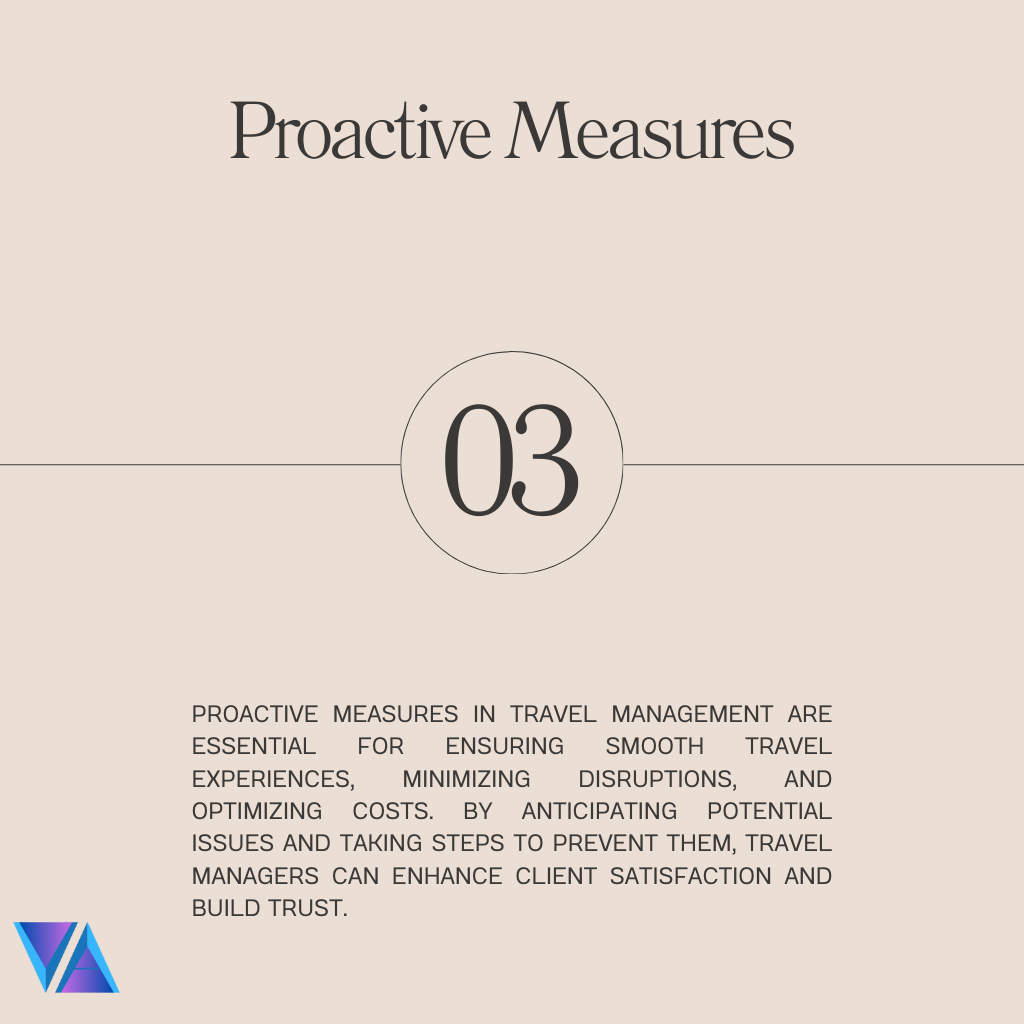 Proactive Measures
03
PROACTIVE MEASURES IN TRAVEL MANAGEMENT ARE
ESSENTIAL FOR ENSURING SMOOTH TRAVEL
EXPERIENCES, MINIMIZING DISRUPTIONS, AND
OPTIMIZING COSTS. BY ANTICIPATING POTENTIAL
ISSUES AND TAKING STEPS TO PREVENT THEM, TRAVEL
MANAGERS CAN ENHANCE CLIENT SATISFACTION AND
BUILD TRUST.
VA